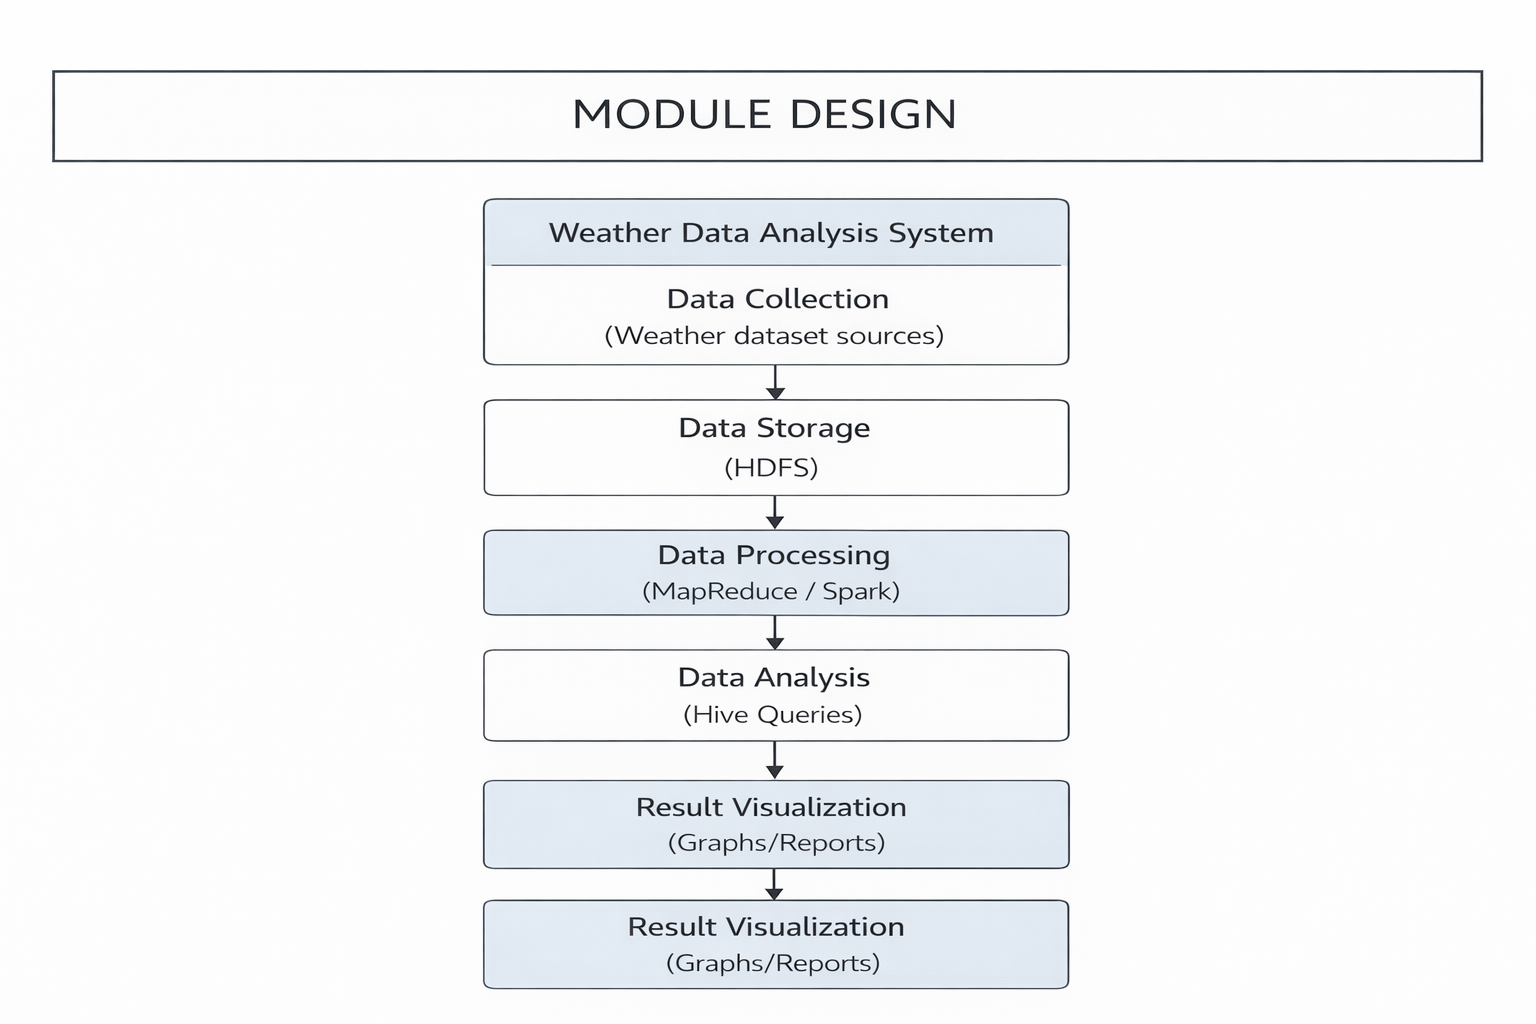 MODULE DESIGN
Weather Data Analysis System
Data Collection
(Weather dataset sources)
Data Storage
(HDFS)
Data Processing
(MapReduce / Spark)
Data Analysis
(Hive Queries)
Result Visualization
(Graphs/Reports)
Result Visualization
(Graphs/Reports)